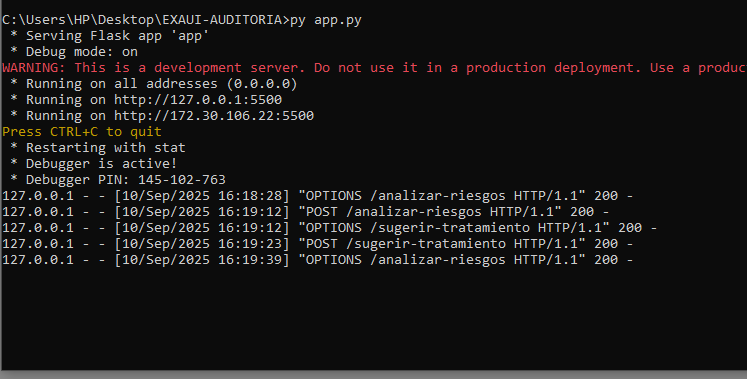 C:\Users\HP\Desktop\EXAUI-AUDITORIA>py app.py
 * Serving Flask app 'app'
 * Debug mode: on
WARNING: This is a development server. Do not use it in a production deployment. Use a produc
 * Running on all addresses (0.0.0.0)
 * Running on http://127.0.0.1:5500
 * Running on http://172.30.106.22:5500
Press CTRL+C to quit
 * Restarting with stat
 * Debugger is active!
 * Debugger PIN: 145-102-763
127.0.0.1 - - [10/Sep/2025 16:18:28] "OPTIONS /analizar-riesgos HTTP/1.1" 200 -
127.0.0.1 - - [10/Sep/2025 16:19:12] "POST /analizar-riesgos HTTP/1.1" 200 -
127.0.0.1 - - [10/Sep/2025 16:19:12] "OPTIONS /sugerir-tratamiento HTTP/1.1" 200 -
127.0.0.1 - - [10/Sep/2025 16:19:23] "POST /sugerir-tratamiento HTTP/1.1" 200 -
127.0.0.1 - - [10/Sep/2025 16:19:39] "OPTIONS /analizar-riesgos HTTP/1.1" 200 -